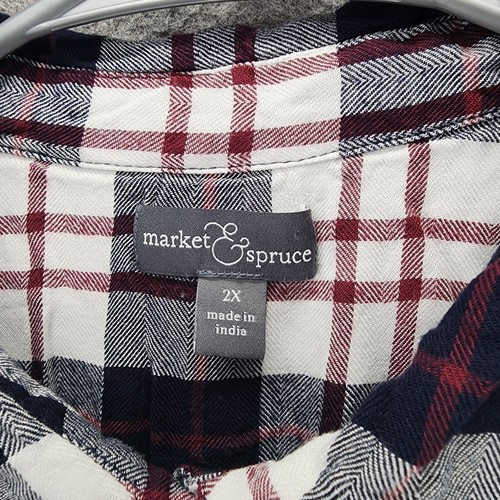 market & spruce
2X
made in
india